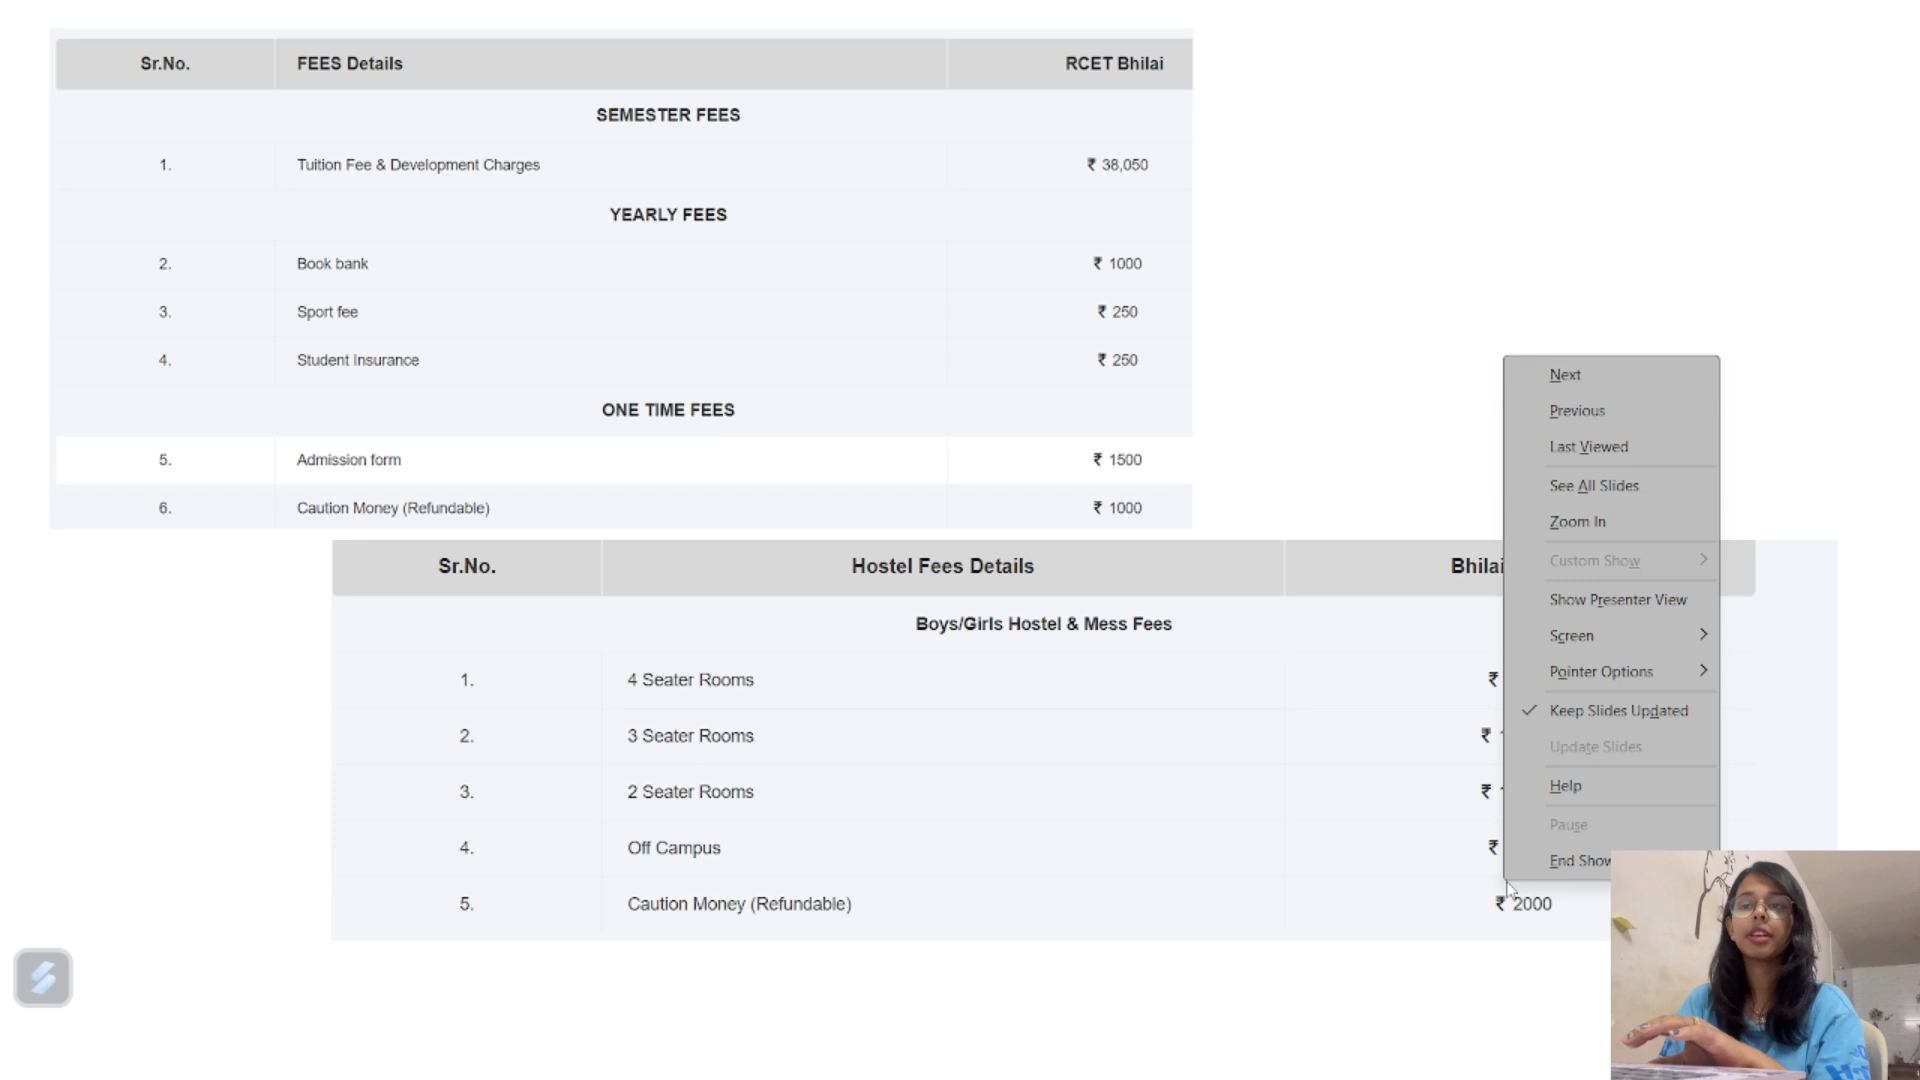 Sr.No. FEES Details RCET Bhilai
SEMESTER FEES
1. Tuition Fee & Development Charges ₹ 38,050
YEARLY FEES
2. Book bank ₹ 1000
3. Sport fee ₹ 250
4. Student Insurance ₹ 250
ONE TIME FEES
5. Admission form ₹ 1500
6. Caution Money (Refundable) ₹ 1000
Sr.No. Hostel Fees Details Bhilai
Boys/Girls Hostel & Mess Fees
1. 4 Seater Rooms ₹
2. 3 Seater Rooms ₹
3. 2 Seater Rooms ₹
4. Off Campus ₹
5. Caution Money (Refundable) ₹ 2000
Next
Previous
Last Viewed
See All Slides
Zoom In
Custom Show
Show Presenter View
Screen
Pointer Options
Keep Slides Updated
Update Slides
Help
Pause
End Show